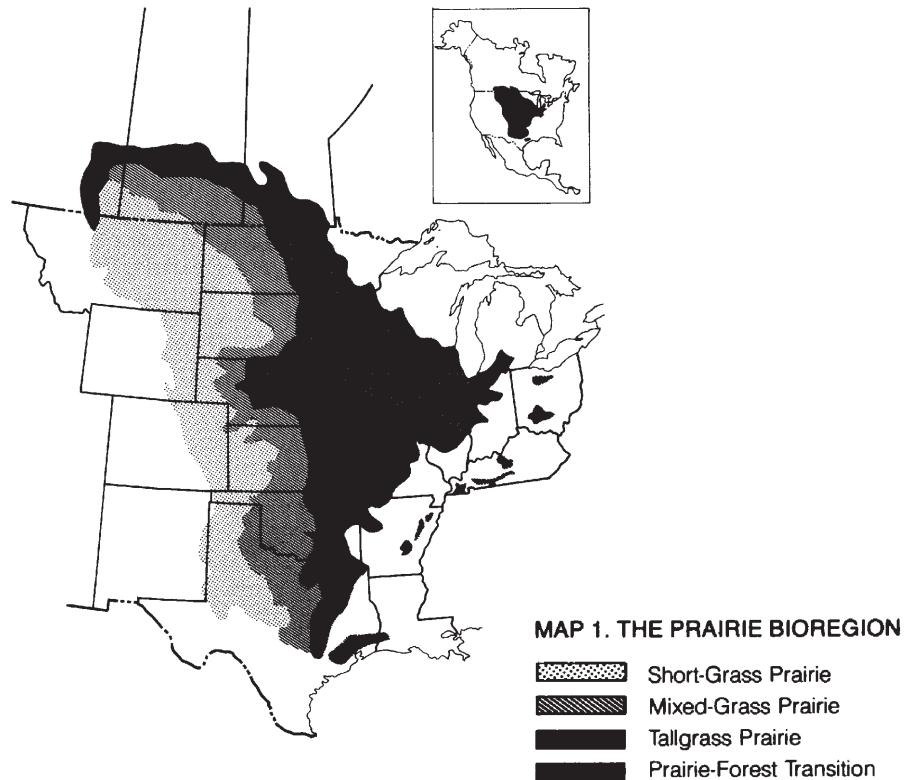 MAP 1. THE PRAIRIE BIOREGION
Short-Grass Prairie
Mixed-Grass Prairie
Tallgrass Prairie
Prairie-Forest Transition